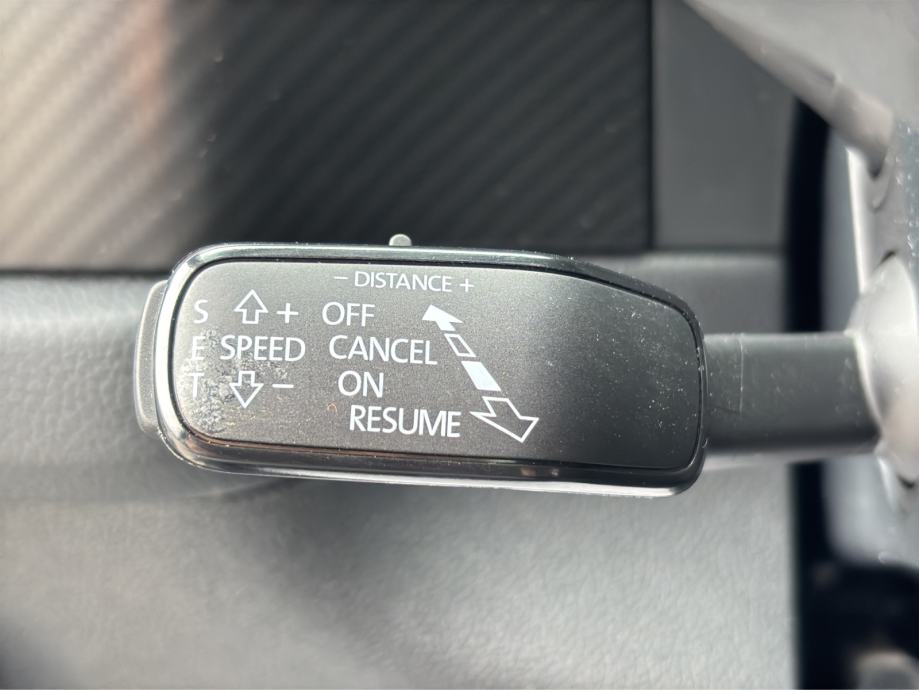 − DISTANCE +
S + OFF
E SPEED CANCEL
T − ON
RESUME